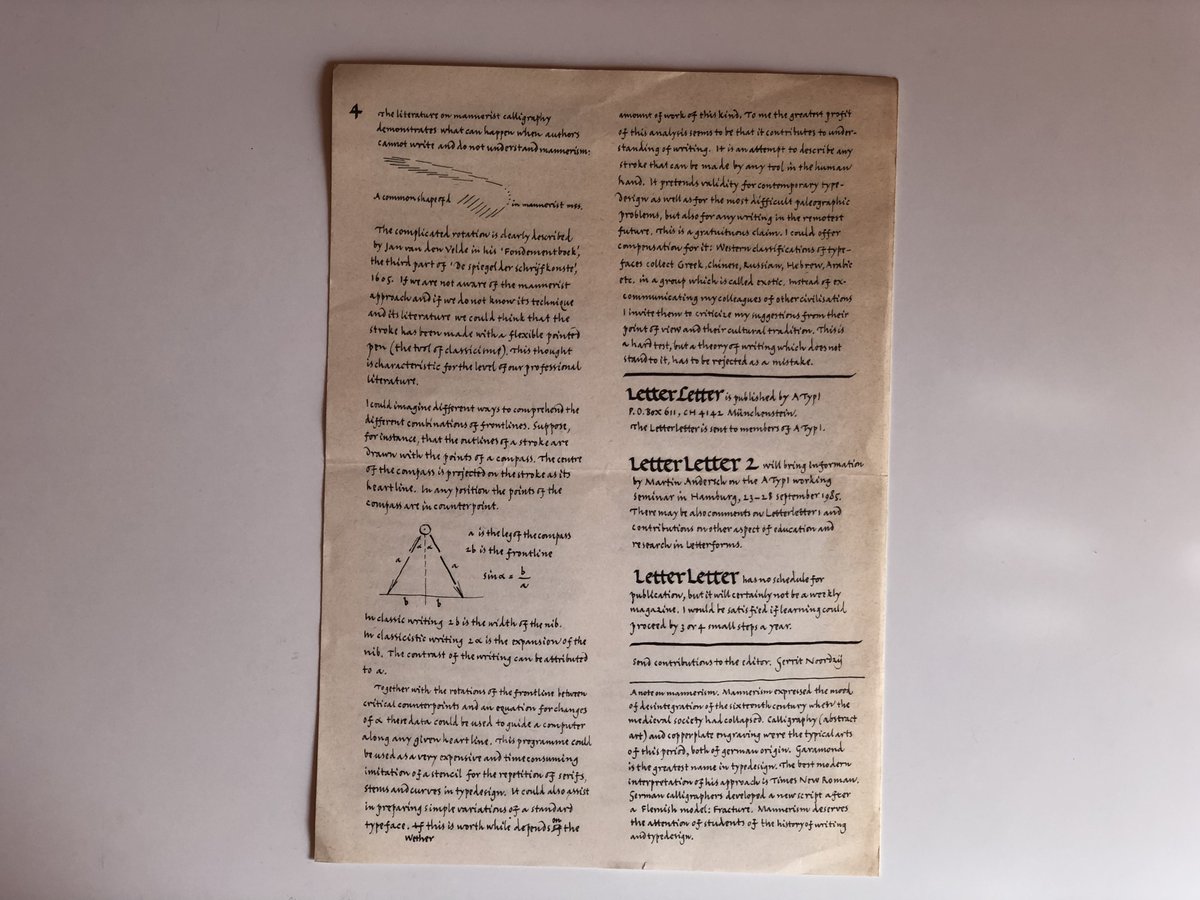 4
The literature on mannerist calligraphy
demonstrates what can happen when authors
cannot write and do not understand mannerism:
A common shape of d in mannerist mss.
The complicated rotation is clearly described
by Jan van den Velde in his 'Fondementboek',
the third part of 'De spiegel der schrijfkonste',
1605. If we are not aware of the mannerist
approach and if we do not know its technique
and its literature we could think that the
stroke has been made with a flexible pointed
pen (the tool of classicisme). This thought
is characteristic for the level of our professional
literature.
I could imagine different ways to comprehend the
different combinations of frontlines. Suppose,
for instance, that the outlines of a stroke are
drawn with the points of a compass. The centre
of the compass is projected on the stroke as its
heartline. In any position the points of the
compass are in counterpoint.
α α
a a
b b
a is the leg of the compass
2b is the frontline
sin α = b/a
In classic writing 2b is the width of the nib.
In classicistic writing 2α is the expansion of the
nib. The contrast of the writing can be attributed
to a.
Together with the rotations of the frontline between
critical counterpoints and an equation for changes
of α these data could be used to guide a computer
along any given heartline. This programme could
be used as a very expensive and time consuming
imitation of a stencil for the repetition of serifs,
stems and curves in typedesign. It could also assist
in preparing simple variations of a standard
typeface. If this is worth while depends on the
Wether
amount of work of this kind. To me the greatest profit
of this analysis seems to be that it contributes to under-
standing of writing. It is an attempt to describe any
stroke that can be made by any tool in the human
hand. It pretends validity for contemporary type-
design as well as for the most difficult paleographic
problems, but also for any writing in the remotest
future. This is a gratuituous claim. I could offer
compensation for it: Western classifications of type-
faces collect Greek, Chinese, Russian, Hebrew, Arabic
etc. in a group which is called exotic. Instead of ex-
communicating my colleagues of other civilisations
I invite them to criticize my suggestions from their
point of view and their cultural tradition. This is
a hard test, but a theory of writing which does not
stand to it, has to be rejected as a mistake.
LetterLetter is published by ATypI
P.O. Box 611, CH 4142 Münchenstein.
The Letterletter is sent to members of ATypI.
LetterLetter 2 will bring Information
by Martin Andersch on the ATypI working
seminar in Hamburg, 23–28 september 1985.
There may be also comments on Letterletter 1 and
contributions on other aspect of education and
research in Letterforms.
LetterLetter has no schedule for
publication, but it will certainly not be a weekly
magazine. I would be satisfied if learning could
proceed by 3 or 4 small steps a year.
Send contributions to the editor. Gerrit Noordzij
A note on mannerism. Mannerism expressed the mood
of desintegration of the sixteenth century when the
medieval society had collapsed. Calligraphy (abstract
art) and copperplate engraving were the typical arts
of this period, both of german origin. Garamond
is the greatest name in typedesign. The best modern
interpretation of his approach is Times New Roman.
German calligraphers developed a new script after
a Flemish model: Fracture. Mannerism deserves
the attention of students of the history of writing
and typedesign.